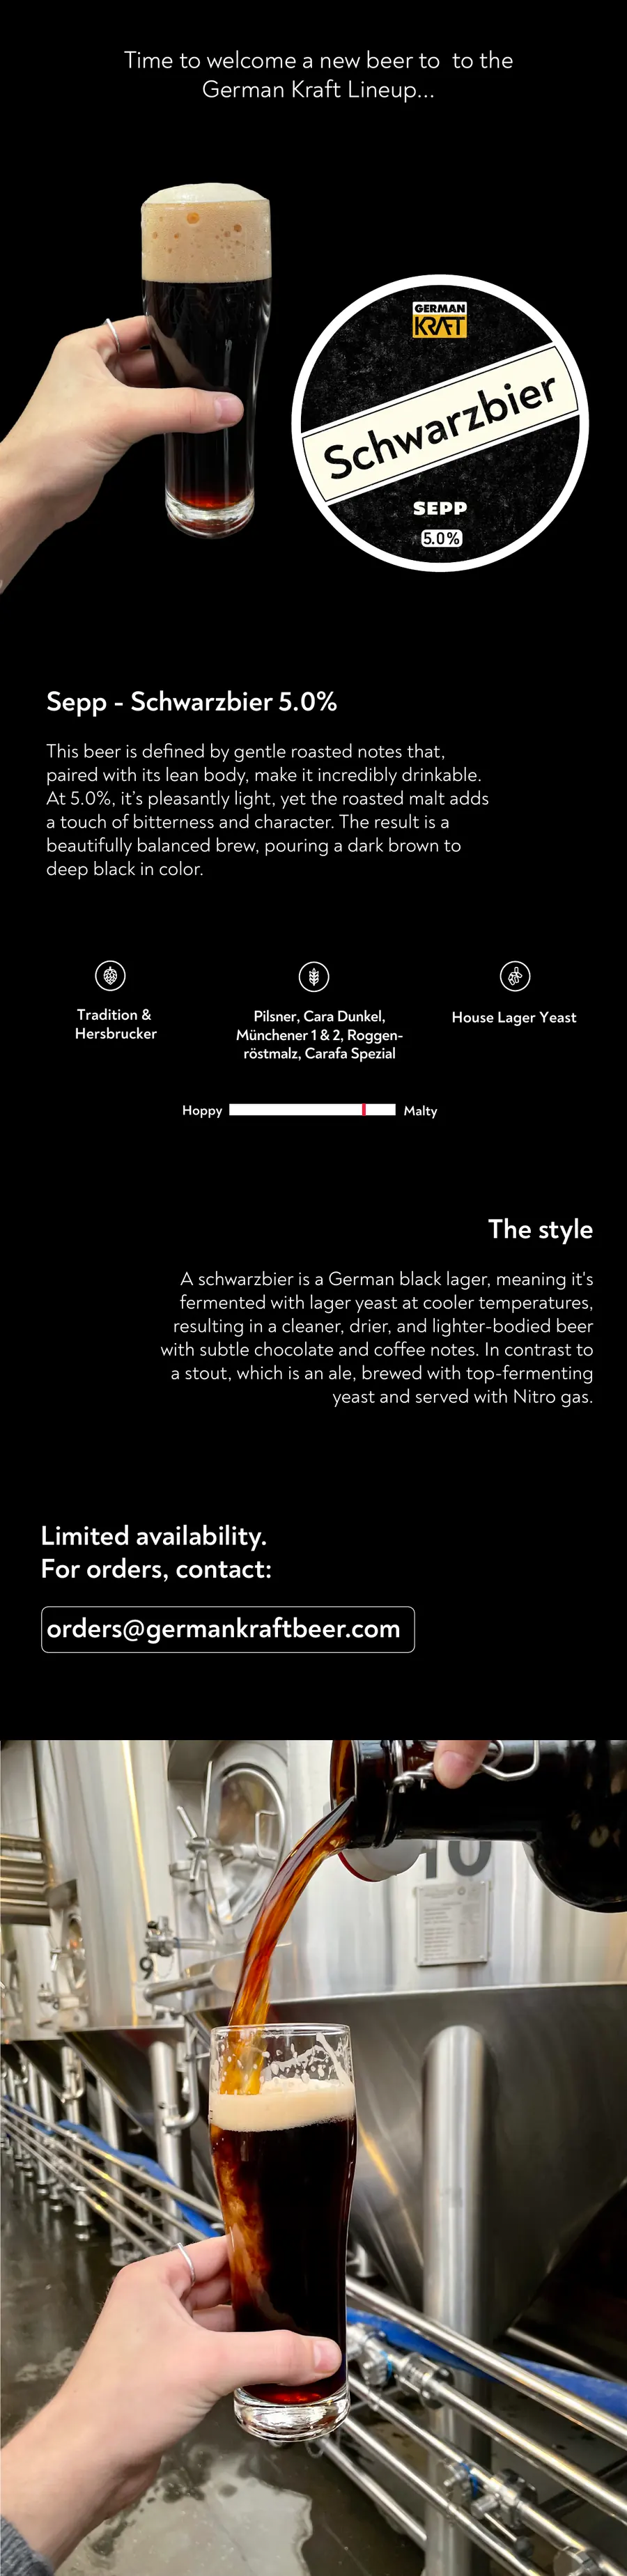 Time to welcome a new beer to  to the
German Kraft Lineup...
GERMAN
KRAFT
Schwarzbier
SEPP
5.0%
Sepp - Schwarzbier 5.0%
This beer is defined by gentle roasted notes that,
paired with its lean body, make it incredibly drinkable.
At 5.0%, it's pleasantly light, yet the roasted malt adds
a touch of bitterness and character. The result is a
beautifully balanced brew, pouring a dark brown to
deep black in color.
Tradition &
Hersbrucker
Pilsner, Cara Dunkel,
Münchener 1 & 2, Roggen-
röstmalz, Carafa Spezial
House Lager Yeast
Hoppy
Malty
The style
A schwarzbier is a German black lager, meaning it's
fermented with lager yeast at cooler temperatures,
resulting in a cleaner, drier, and lighter-bodied beer
with subtle chocolate and coffee notes. In contrast to
a stout, which is an ale, brewed with top-fermenting
yeast and served with Nitro gas.
Limited availability.
For orders, contact:
orders@germankraftbeer.com
10
9